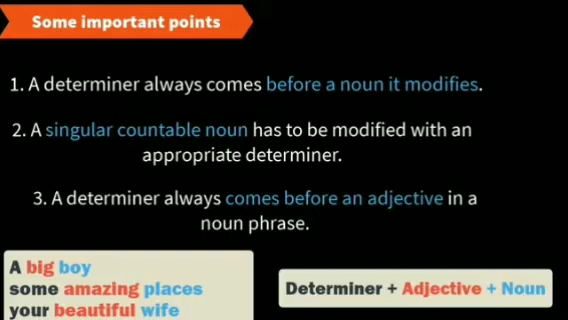 Some important points
1. A determiner always comes before a noun it modifies.
2. A singular countable noun has to be modified with an
appropriate determiner.
3. A determiner always comes before an adjective in a
noun phrase.
A big boy
some amazing places
your beautiful wife
Determiner + Adjective + Noun